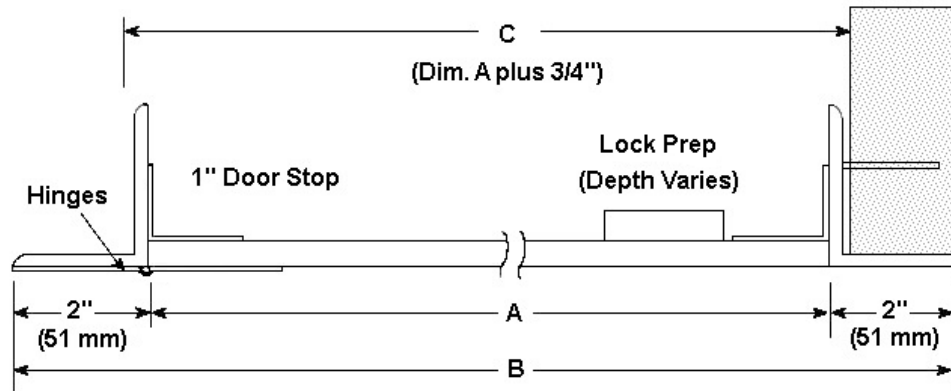 C
(Dim. A plus 3/4")
Lock Prep
(Depth Varies)
1" Door Stop
Hinges
2"
(51 mm)
A
2"
(51 mm)
B